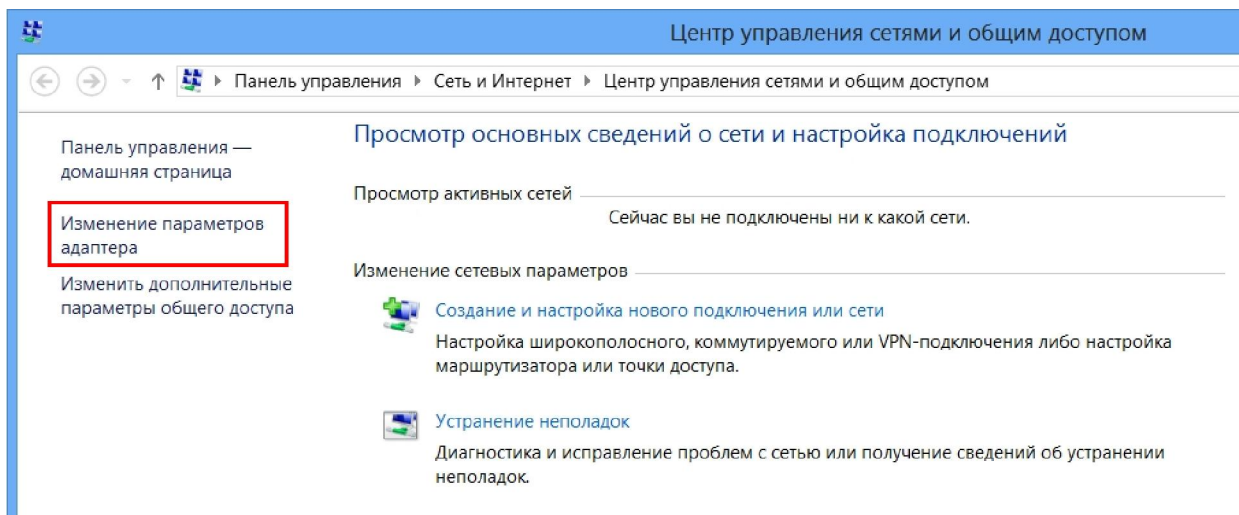 Центр управления сетями и общим доступом
Панель управления
Сеть и Интернет
Центр управления сетями и общим доступом
Панель управления —
домашняя страница
Изменение параметров
адаптера
Изменить дополнительные
параметры общего доступа
Просмотр основных сведений о сети и настройка подключений
Просмотр активных сетей
Сейчас вы не подключены ни к какой сети.
Изменение сетевых параметров
Создание и настройка нового подключения или сети
Настройка широкополосного, коммутируемого или VPN-подключения либо настройка
маршрутизатора или точки доступа.
Устранение неполадок
Диагностика и исправление проблем с сетью или получение сведений об устранении
неполадок.